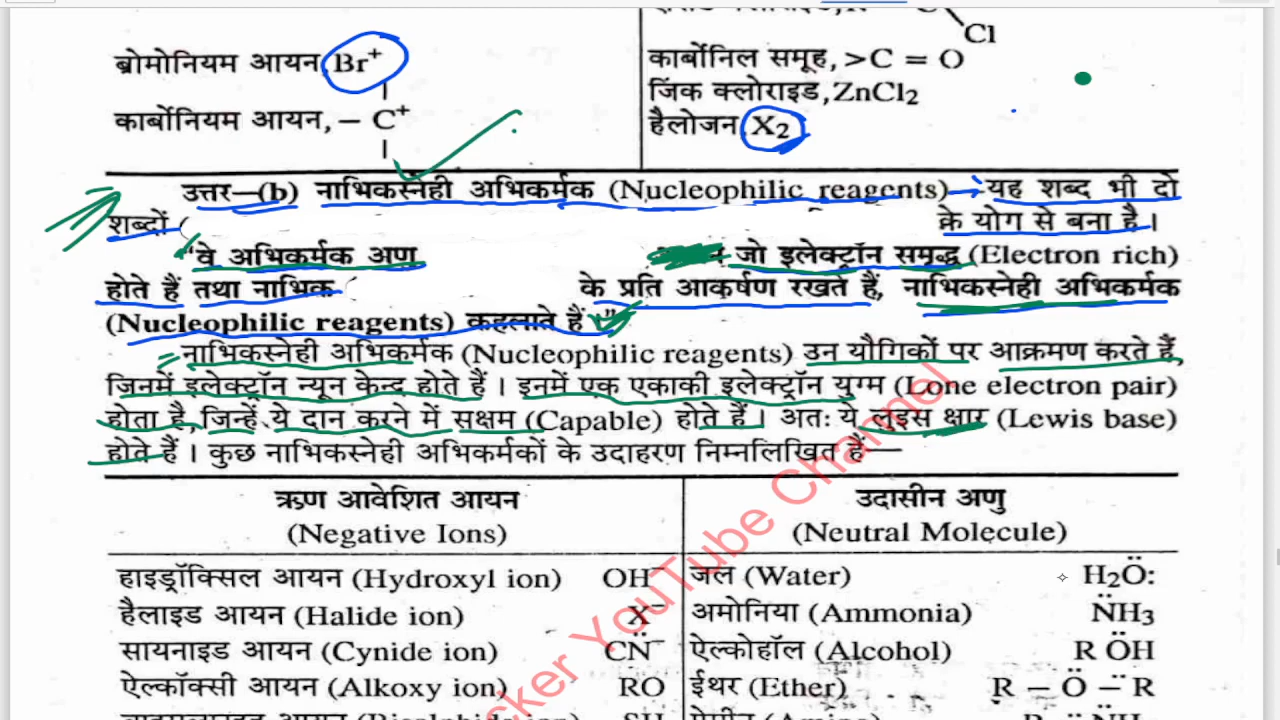 Cl
ब्रोमोनियम आयन, Br⁺
कार्बोनिल समूह, >C = O
जिंक क्लोराइड, ZnCl₂
कार्बोनियम आयन, – C⁺
हैलोजन X₂
उत्तर—(b) नाभिकस्नेही अभिकर्मक (Nucleophilic reagents) – यह शब्द भी दो
शब्दों ( के योग से बना है।
“वे अभिकर्मक अण जो इलेक्ट्रॉन समृद्ध (Electron rich)
होते हैं तथा नाभिक के प्रति आकर्षण रखते हैं, नाभिकस्नेही अभिकर्मक
(Nucleophilic reagents) कहलाते हैं।”
नाभिकस्नेही अभिकर्मक (Nucleophilic reagents) उन यौगिकों पर आक्रमण करते हैं,
जिनमें इलेक्ट्रॉन न्यून केन्द होते हैं। इनमें एक एकाकी इलेक्ट्रॉन युग्म (Lone electron pair)
होता है, जिन्हें ये दान करने में सक्षम (Capable) होते हैं। अतः ये लुइस क्षार (Lewis base)
होते हैं। कुछ नाभिकस्नेही अभिकर्मकों के उदाहरण निम्नलिखित हैं—
ऋण आवेशित आयन
(Negative Ions)
उदासीन अणु
(Neutral Molecule)
हाइड्रॉक्सिल आयन (Hydroxyl ion) OH⁻
जल (Water) H₂Ö:
हैलाइड आयन (Halide ion) X⁻
अमोनिया (Ammonia) N̈H₃
सायनाइड आयन (Cynide ion) CN̈⁻
ऐल्कोहॉल (Alcohol) R ÖH
ऐल्कॉक्सी आयन (Alkoxy ion) RO
ईथर (Ether) R – Ö – R
cker YouTube Channel